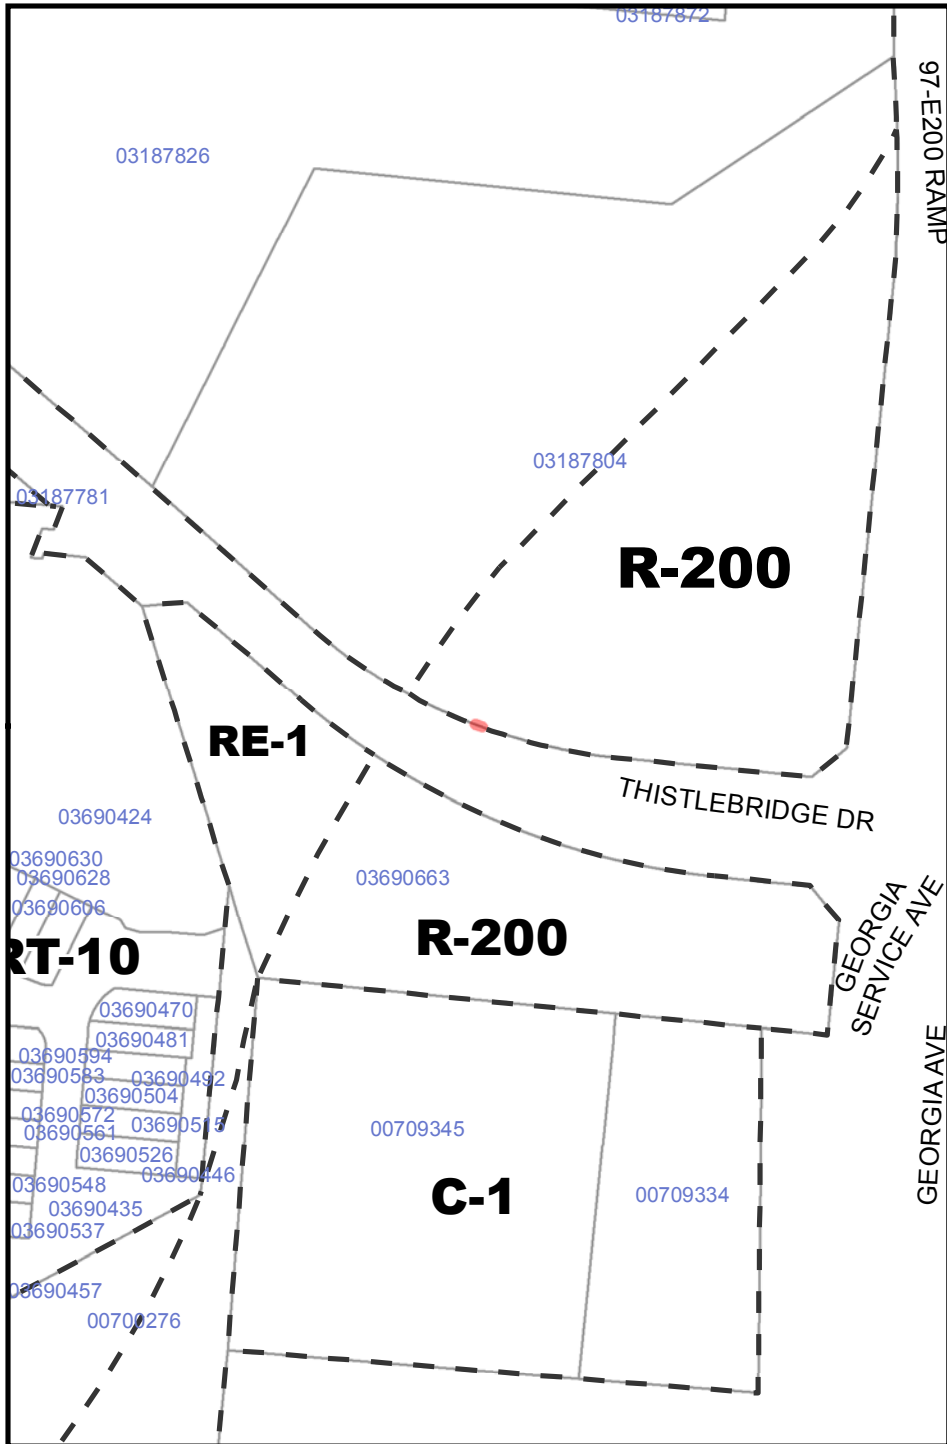 03187872
97-E200 RAMP
03187826
03187804
03187781
R-200
RE-1
THISTLEBRIDGE DR
03690424
03690630
03690628
03690663
03690606
GEORGIA
SERVICE AVE
R-200
RT-10
03690470
03690481
03690594
03690583
03690492
03690504
03690572
03690515
03690561
00709345
03690526
03690446
03690548
C-1
00709334
GEORGIA AVE
03690435
03690537
03690457
00700276